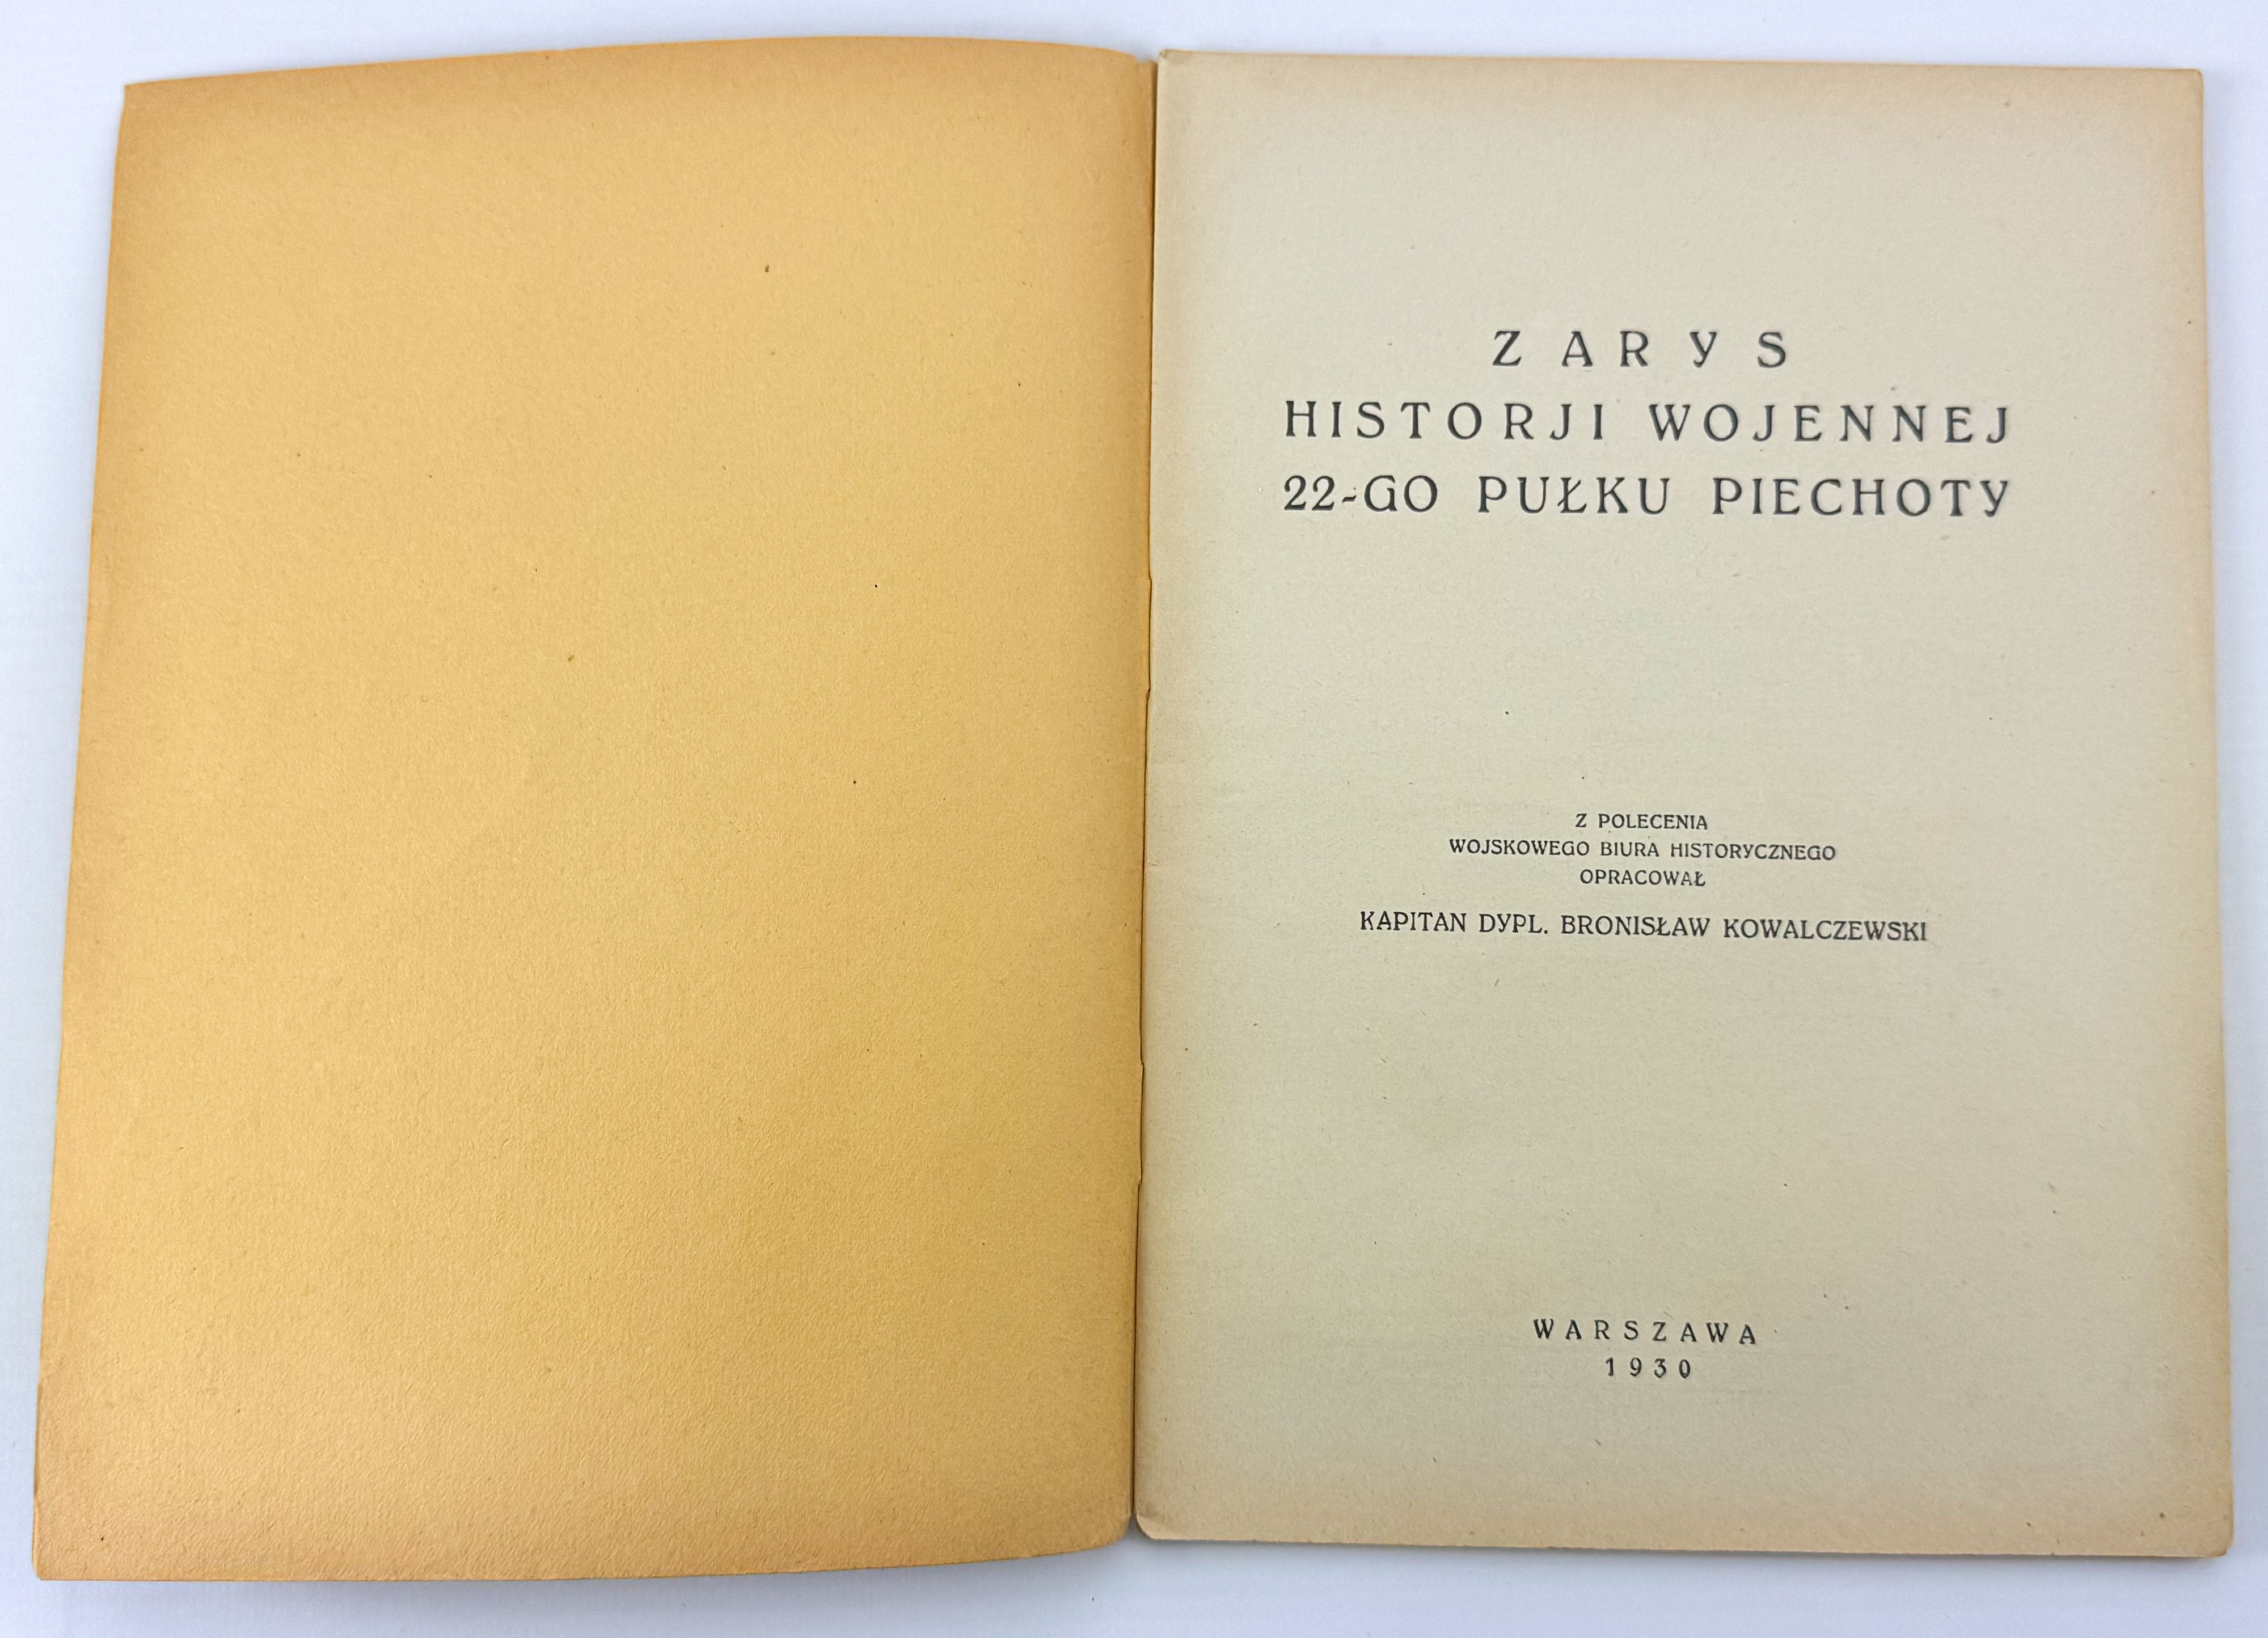 ZARYS
HISTORJI WOJENNEJ
22-GO PUŁKU PIECHOTY
Z POLECENIA
WOJSKOWEGO BIURA HISTORYCZNEGO
OPRACOWAŁ
KAPITAN DYPL. BRONISŁAW KOWALCZEWSKI
WARSZAWA
1930